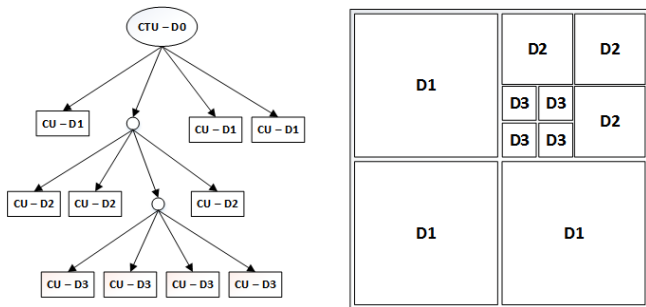 CTU – D0
CU – D1
CU – D1
CU – D1
CU – D2
CU – D2
CU – D2
CU – D3
CU – D3
CU – D3
CU – D3
D1
D2
D2
D3
D3
D2
D3
D3
D1
D1